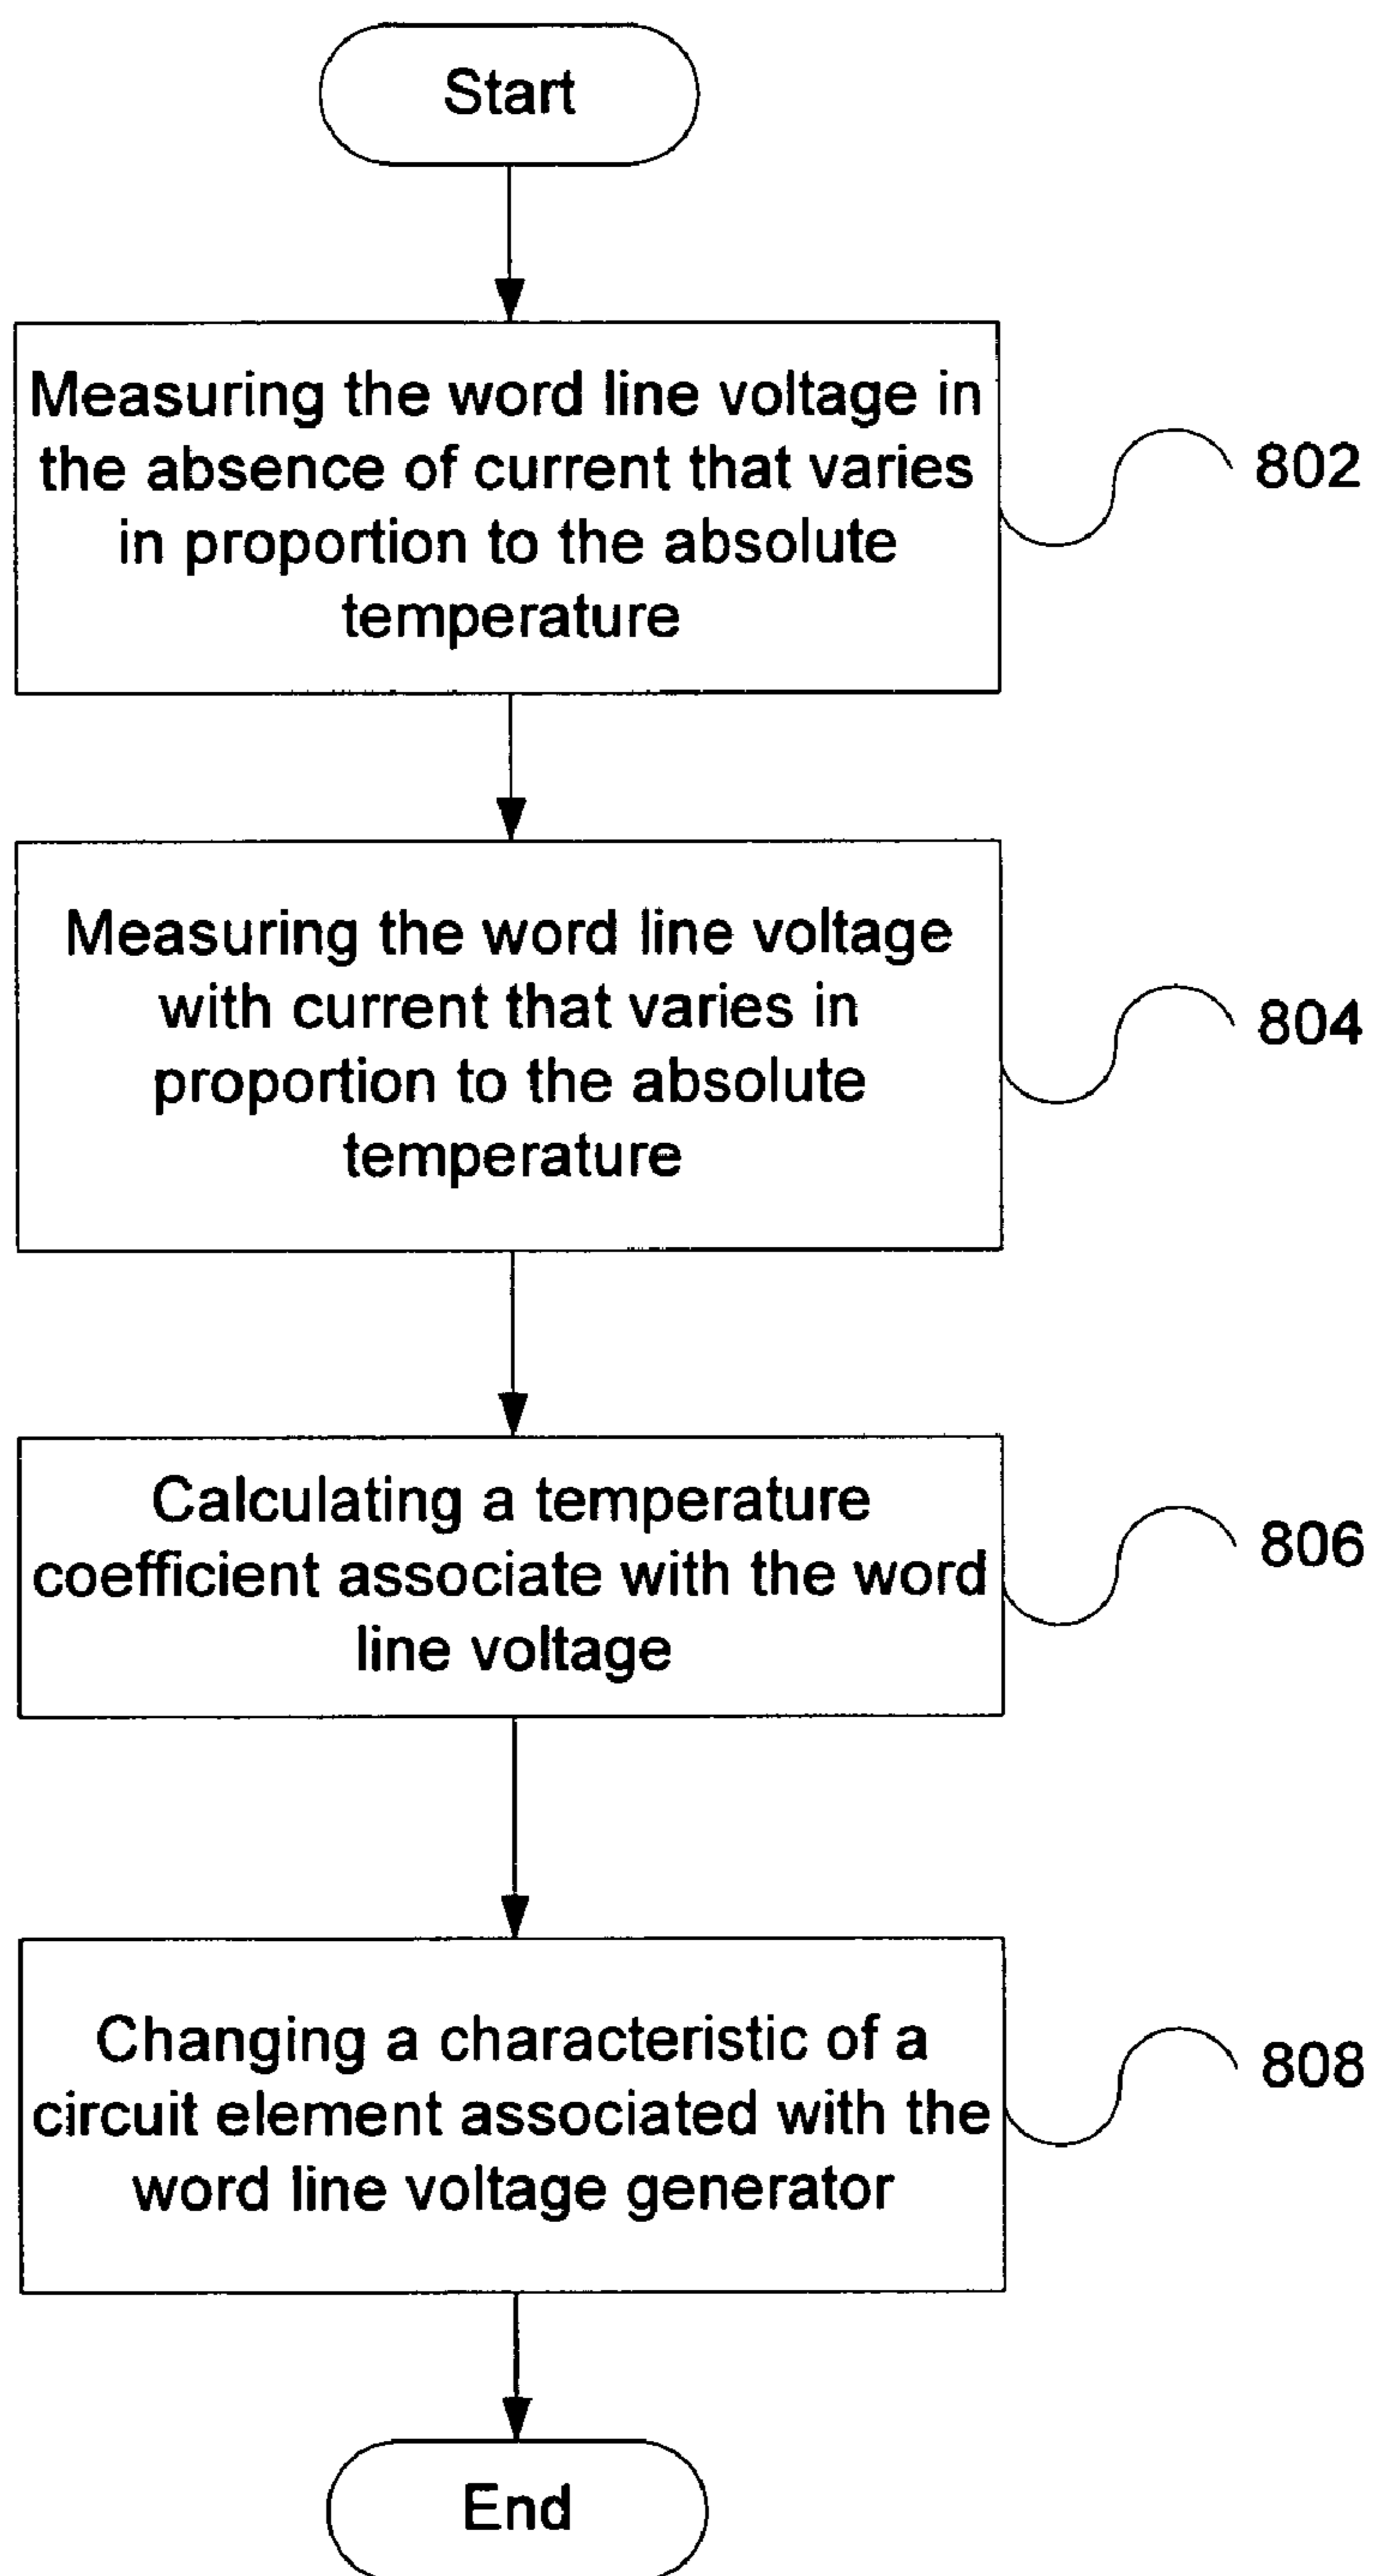 Start
Measuring the word line voltage in
the absence of current that varies
in proportion to the absolute
temperature
802
Measuring the word line voltage
with current that varies in
proportion to the absolute
temperature
804
Calculating a temperature
coefficient associate with the word
line voltage
806
Changing a characteristic of a
circuit element associated with the
word line voltage generator
808
End